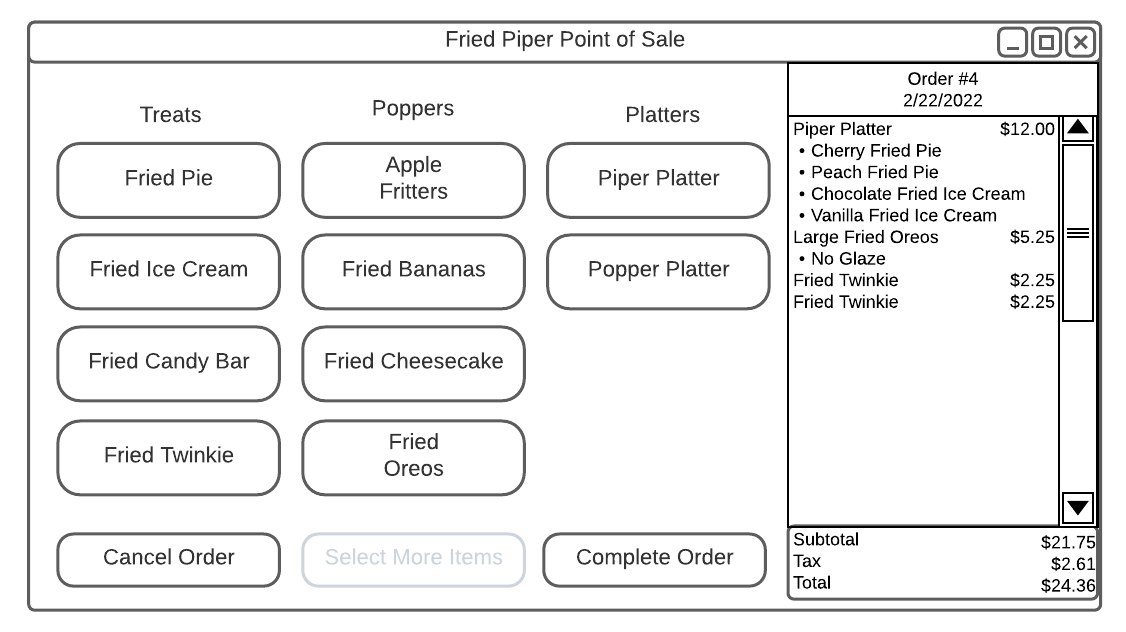 Fried Piper Point of Sale
Order #4
2/22/2022
Treats
Poppers
Platters
Fried Pie
Apple
Fritters
Piper Platter
Fried Ice Cream
Fried Bananas
Popper Platter
Fried Candy Bar
Fried Cheesecake
Fried Twinkie
Fried
Oreos
Cancel Order
Select More Items
Complete Order
Piper Platter $12.00
• Cherry Fried Pie
• Peach Fried Pie
• Chocolate Fried Ice Cream
• Vanilla Fried Ice Cream
Large Fried Oreos $5.25
• No Glaze
Fried Twinkie $2.25
Fried Twinkie $2.25
Subtotal $21.75
Tax $2.61
Total $24.36